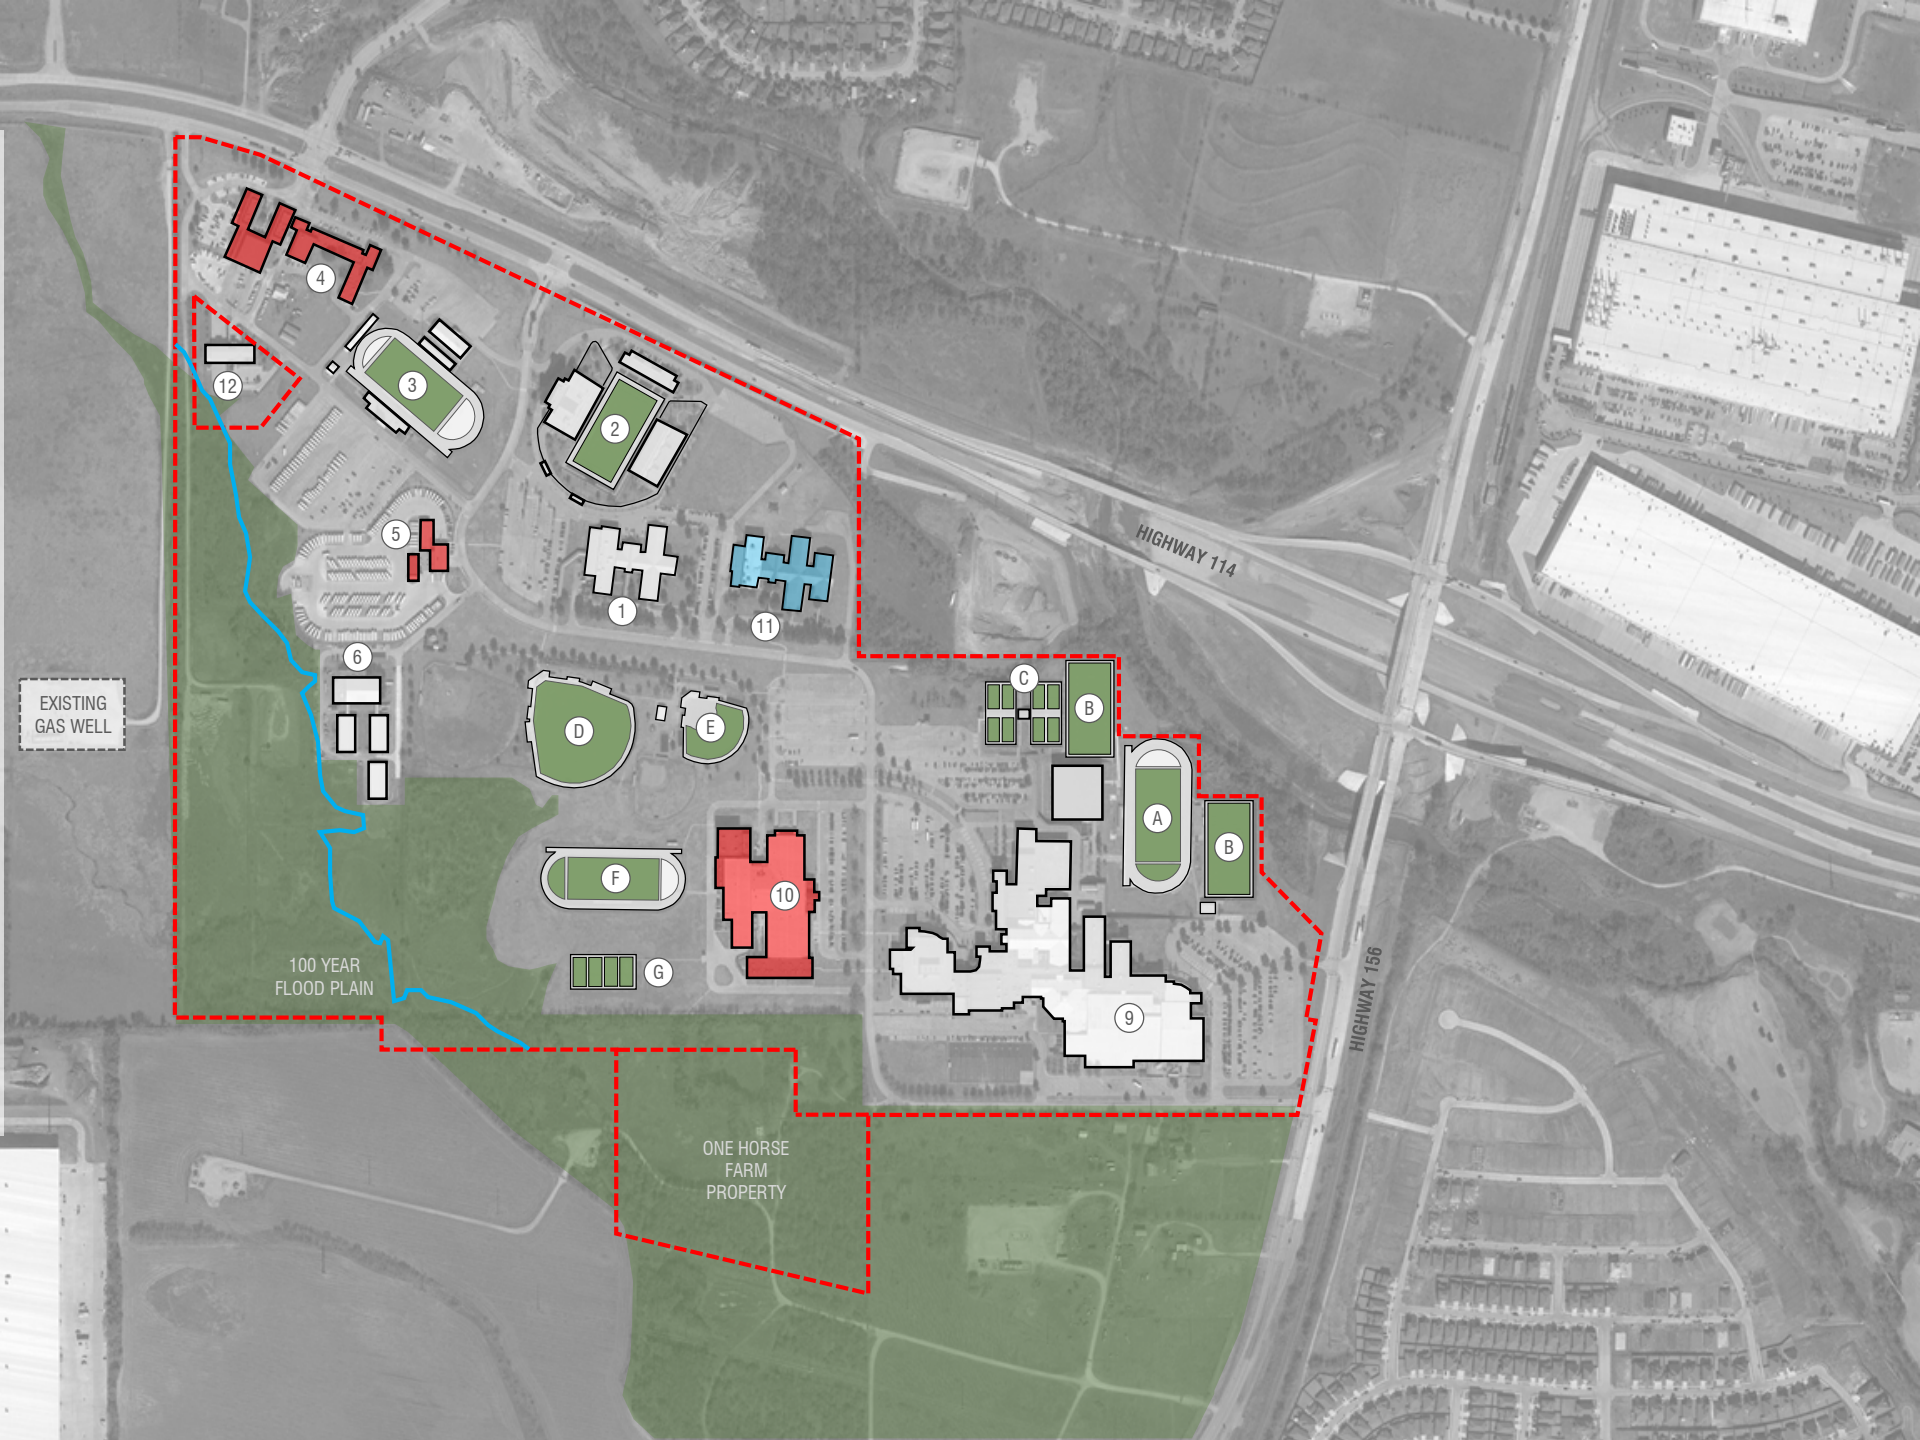 4
12
3
2
HIGHWAY 114
5
1
11
6
EXISTING
GAS WELL
C
B
D
E
A
B
F
10
G
100 YEAR
FLOOD PLAIN
9
HIGHWAY 156
ONE HORSE
FARM
PROPERTY